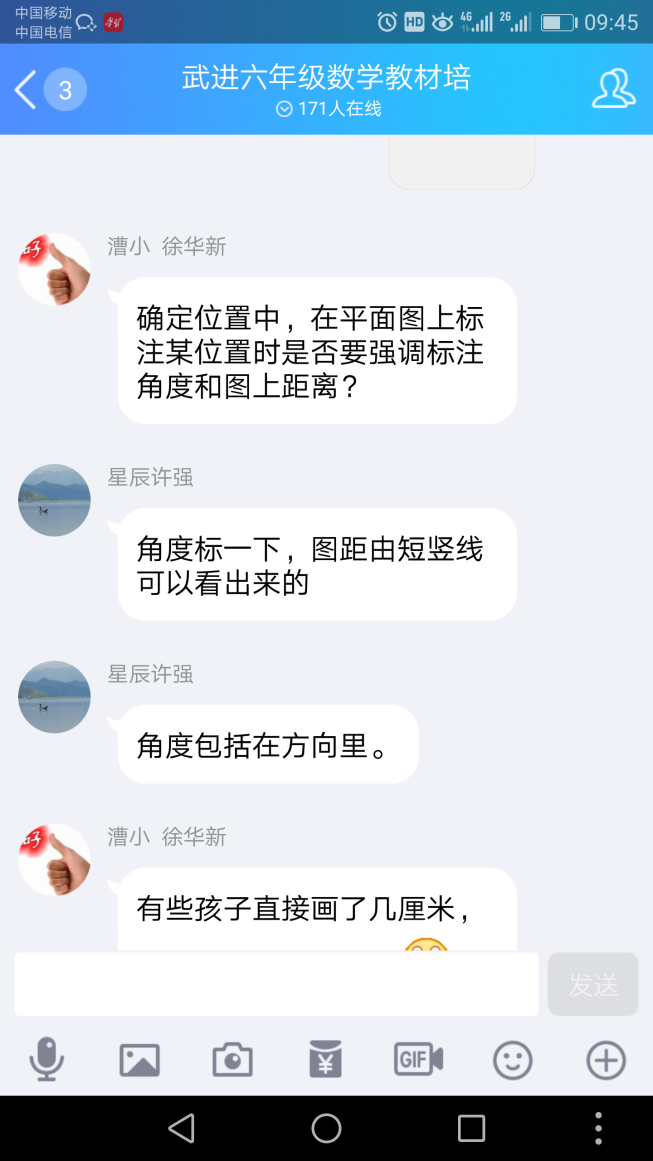 中国移动
中国电信
HD
4G
2G
09:45
3
武进六年级数学教材培
171人在线
漕小 徐华新
确定位置中，在平面图上标
注某位置时是否要强调标注
角度和图上距离？
星辰许强
角度标一下，图距由短竖线
可以看出来的
星辰许强
角度包括在方向里。
漕小 徐华新
有些孩子直接画了几厘米，
发送
¥
GIF